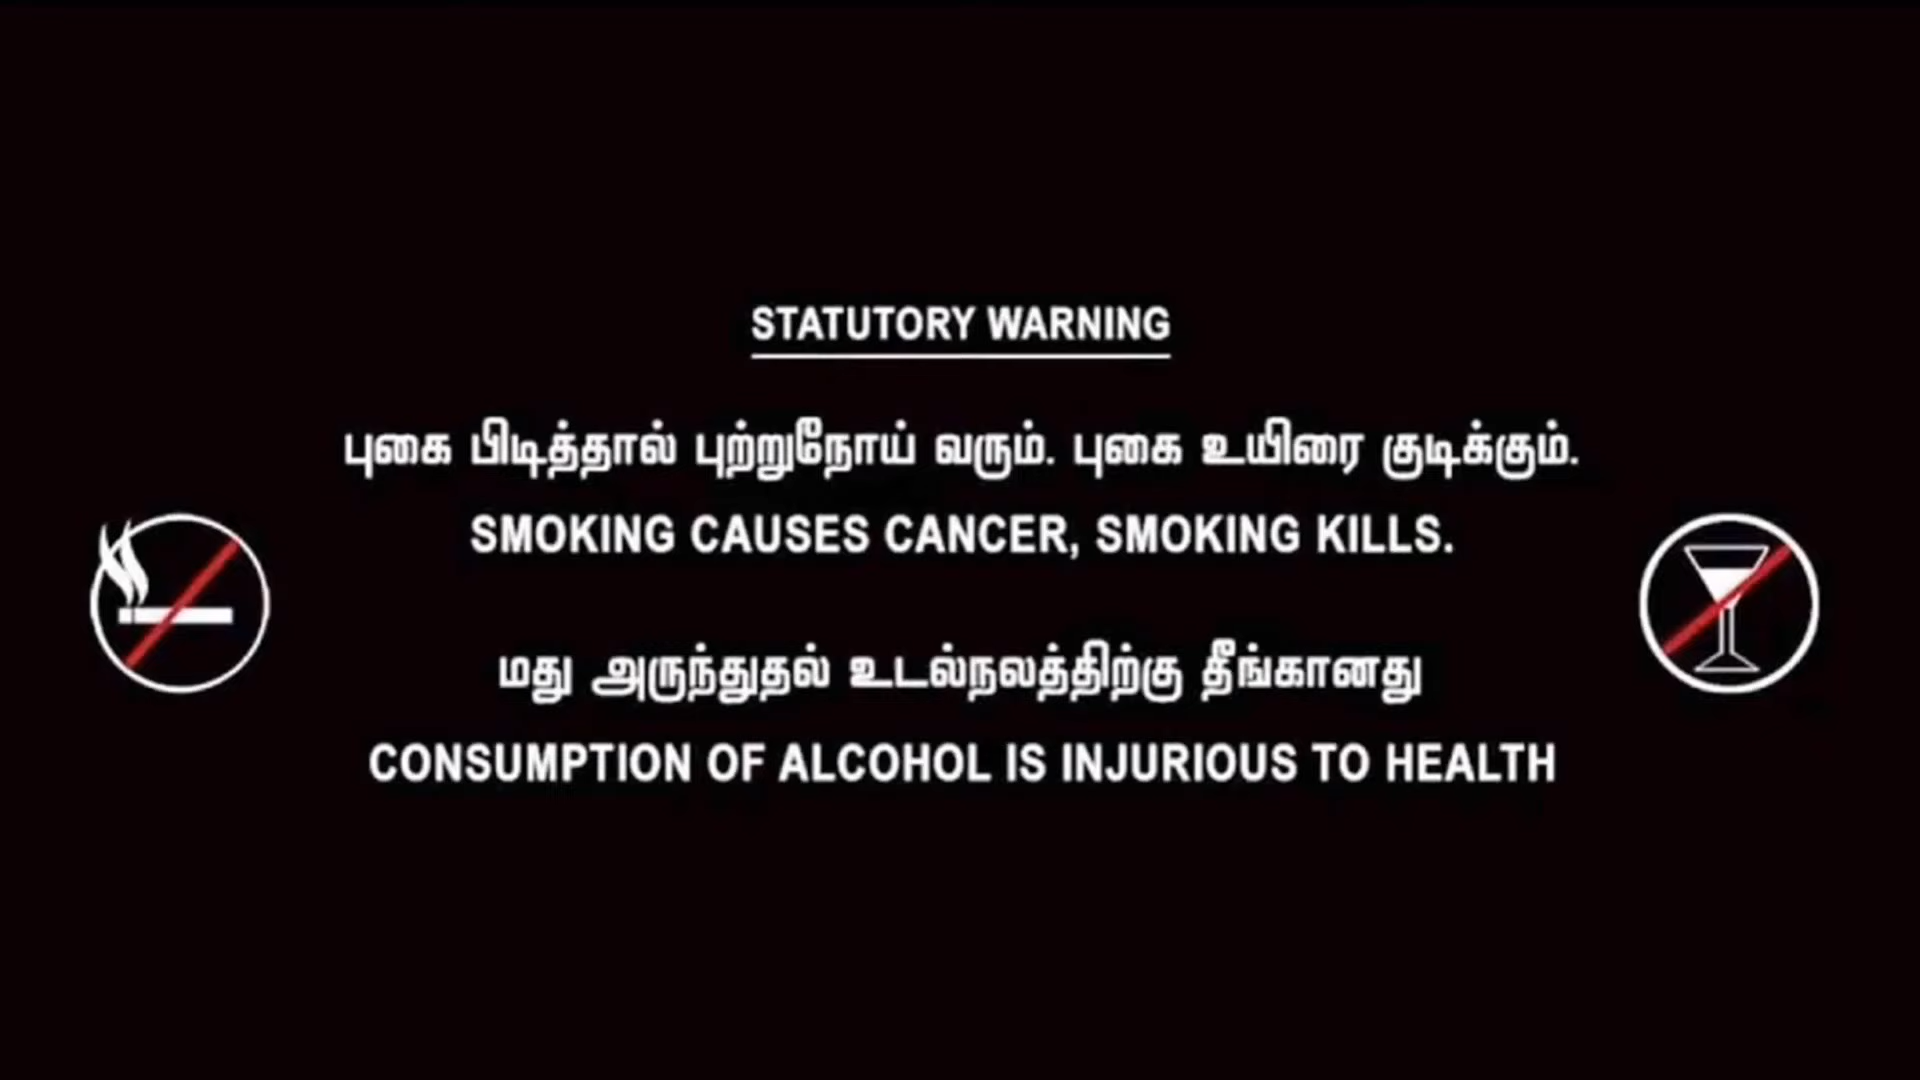 STATUTORY WARNING
புகை பிடித்தால் புற்றுநோய் வரும். புகை உயிரை குடிக்கும்.
SMOKING CAUSES CANCER, SMOKING KILLS.
மது அருந்துதல் உடல்நலத்திற்கு தீங்கானது
CONSUMPTION OF ALCOHOL IS INJURIOUS TO HEALTH